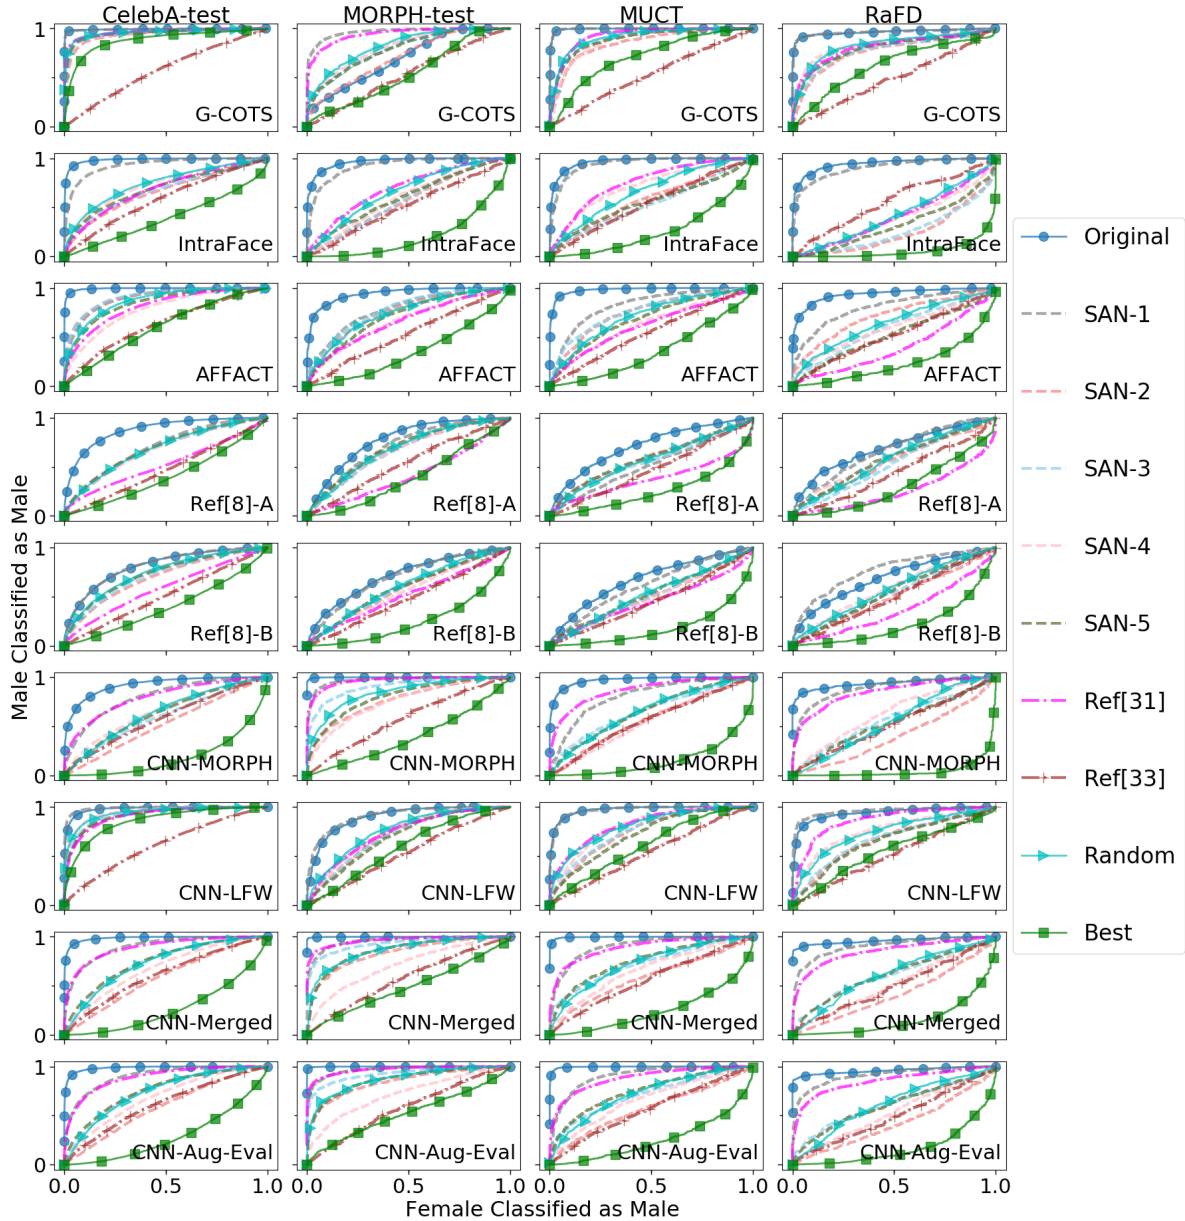 CelebA-test MORPH-test MUCT RaFD
1
G-COTS G-COTS G-COTS G-COTS
0
1
IntraFace IntraFace IntraFace IntraFace
0
1
AFFACT AFFACT AFFACT AFFACT
0
1
Ref[8]-A Ref[8]-A Ref[8]-A Ref[8]-A
0
1
Ref[8]-B Ref[8]-B Ref[8]-B Ref[8]-B
0
1
CNN-MORPH CNN-MORPH CNN-MORPH CNN-MORPH
0
1
CNN-LFW CNN-LFW CNN-LFW CNN-LFW
0
1
CNN-Merged CNN-Merged CNN-Merged CNN-Merged
0
1
CNN-Aug-Eval CNN-Aug-Eval CNN-Aug-Eval CNN-Aug-Eval
0
0.0 0.5 1.0 0.0 0.5 1.0 0.0 0.5 1.0 0.0 0.5 1.0
Female Classified as Male
Male Classified as Male
Original
SAN-1
SAN-2
SAN-3
SAN-4
SAN-5
Ref[31]
Ref[33]
Random
Best